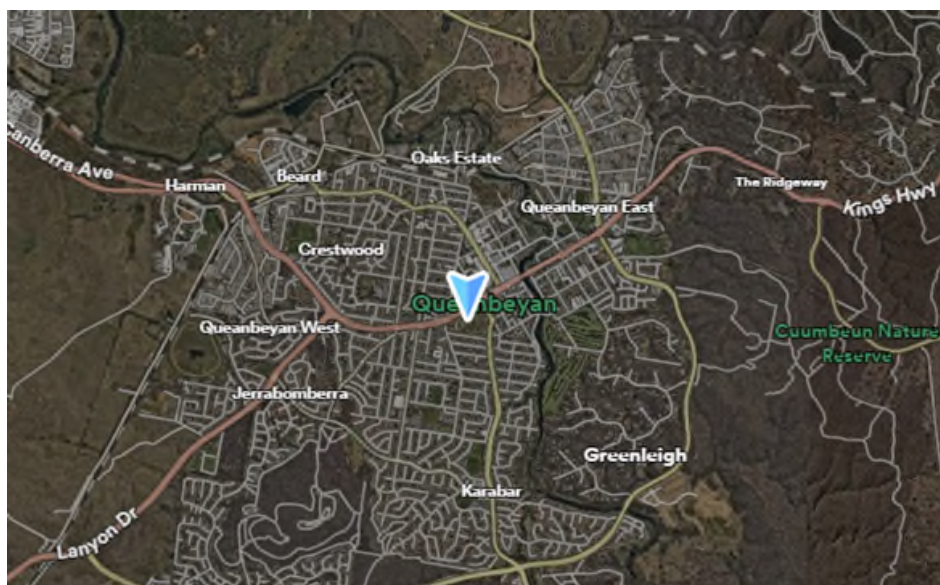 Canberra Ave
Oaks Estate
Harman
Beard
The Ridgeway
Kings Hwy
Queanbeyan East
Crestwood
Queanbeyan
Queanbeyan West
Cuumbeun Nature
Reserve
Jerrabomberra
Greenleigh
Karabar
Lanyon Dr